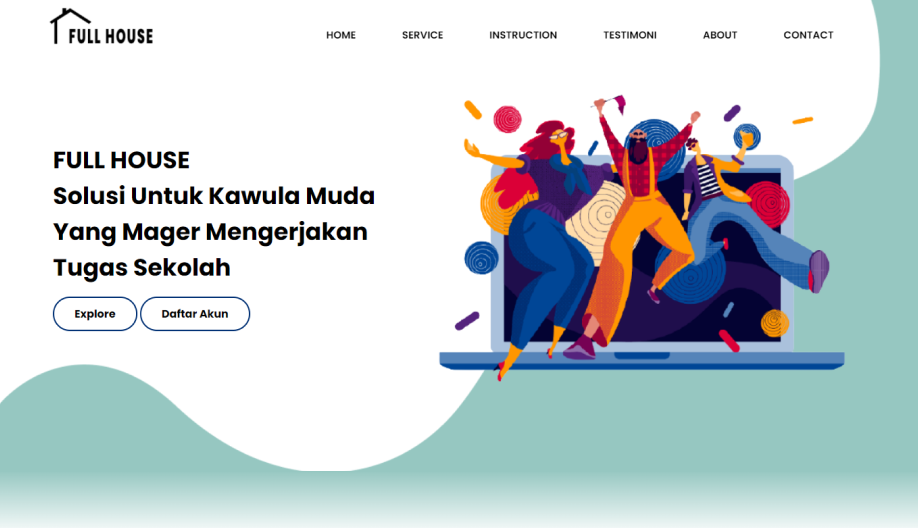 FULL HOUSE
HOME SERVICE INSTRUCTION TESTIMONI ABOUT CONTACT
FULL HOUSE
Solusi Untuk Kawula Muda
Yang Mager Mengerjakan
Tugas Sekolah
Explore Daftar Akun